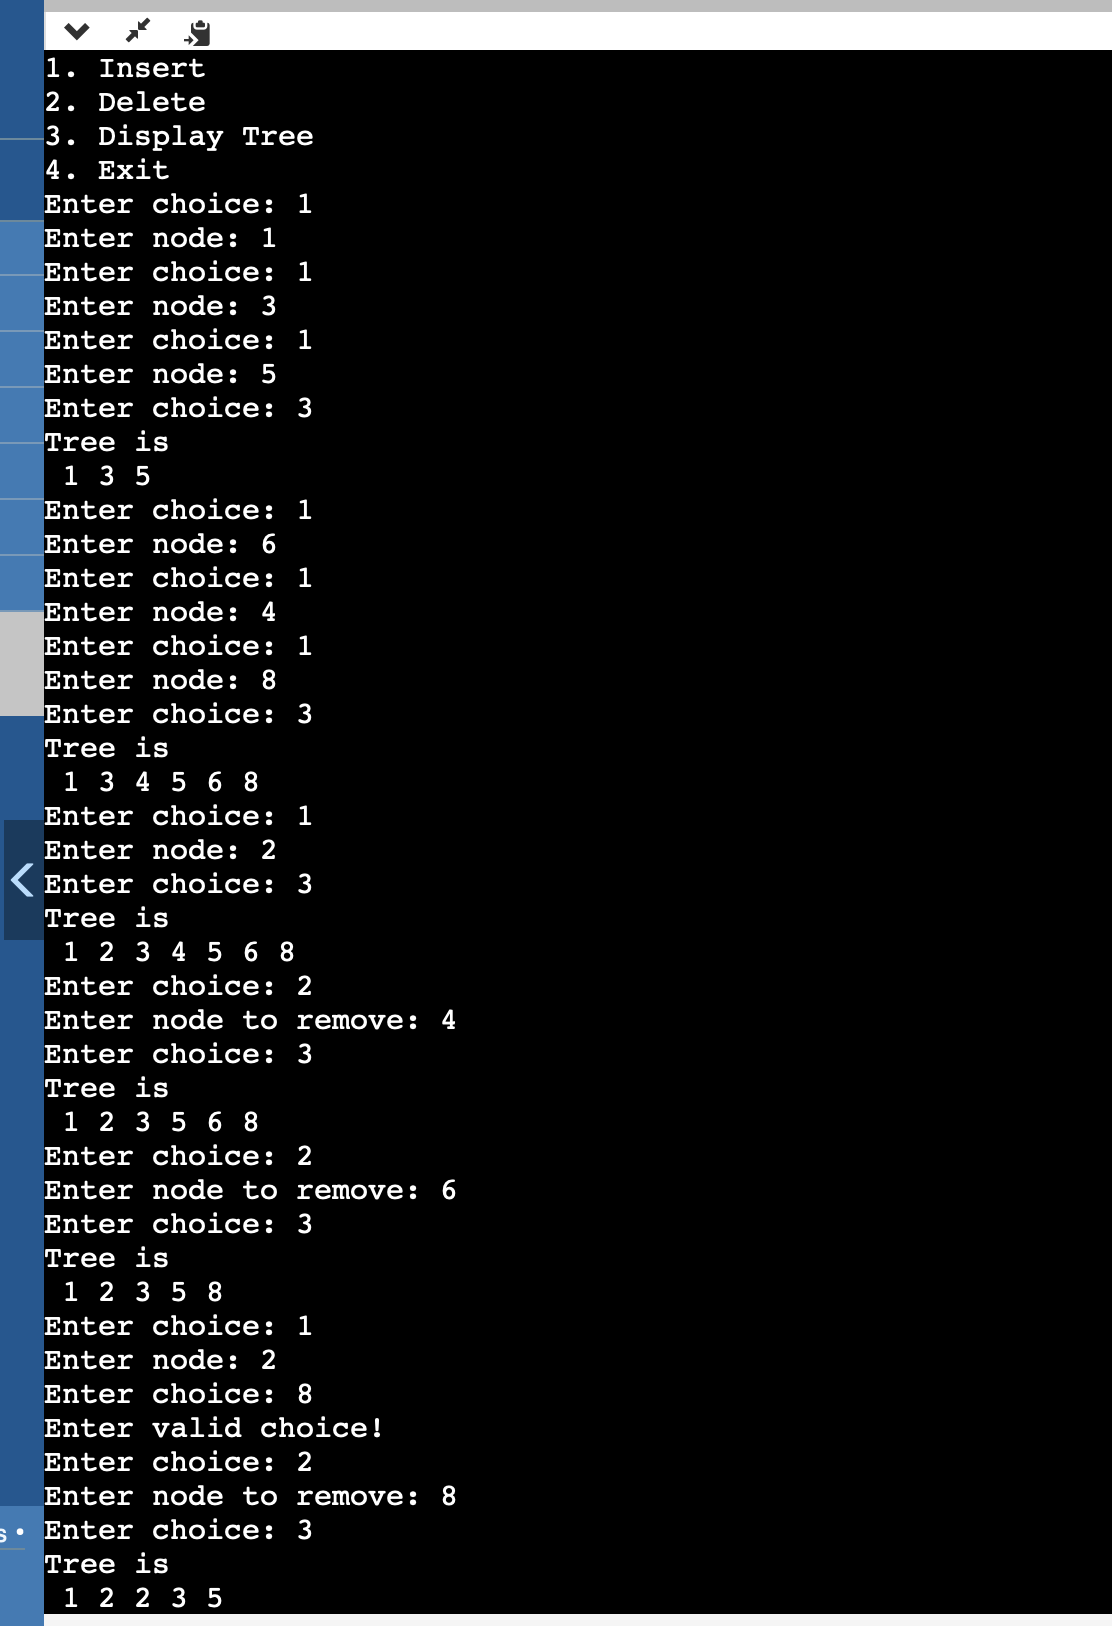 1. Insert
2. Delete
3. Display Tree
4. Exit
Enter choice: 1
Enter node: 1
Enter choice: 1
Enter node: 3
Enter choice: 1
Enter node: 5
Enter choice: 3
Tree is
1 3 5
Enter choice: 1
Enter node: 6
Enter choice: 1
Enter node: 4
Enter choice: 1
Enter node: 8
Enter choice: 3
Tree is
1 3 4 5 6 8
Enter choice: 1
Enter node: 2
Enter choice: 3
Tree is
1 2 3 4 5 6 8
Enter choice: 2
Enter node to remove: 4
Enter choice: 3
Tree is
1 2 3 5 6 8
Enter choice: 2
Enter node to remove: 6
Enter choice: 3
Tree is
1 2 3 5 8
Enter choice: 1
Enter node: 2
Enter choice: 8
Enter valid choice!
Enter choice: 2
Enter node to remove: 8
Enter choice: 3
Tree is
1 2 2 3 5